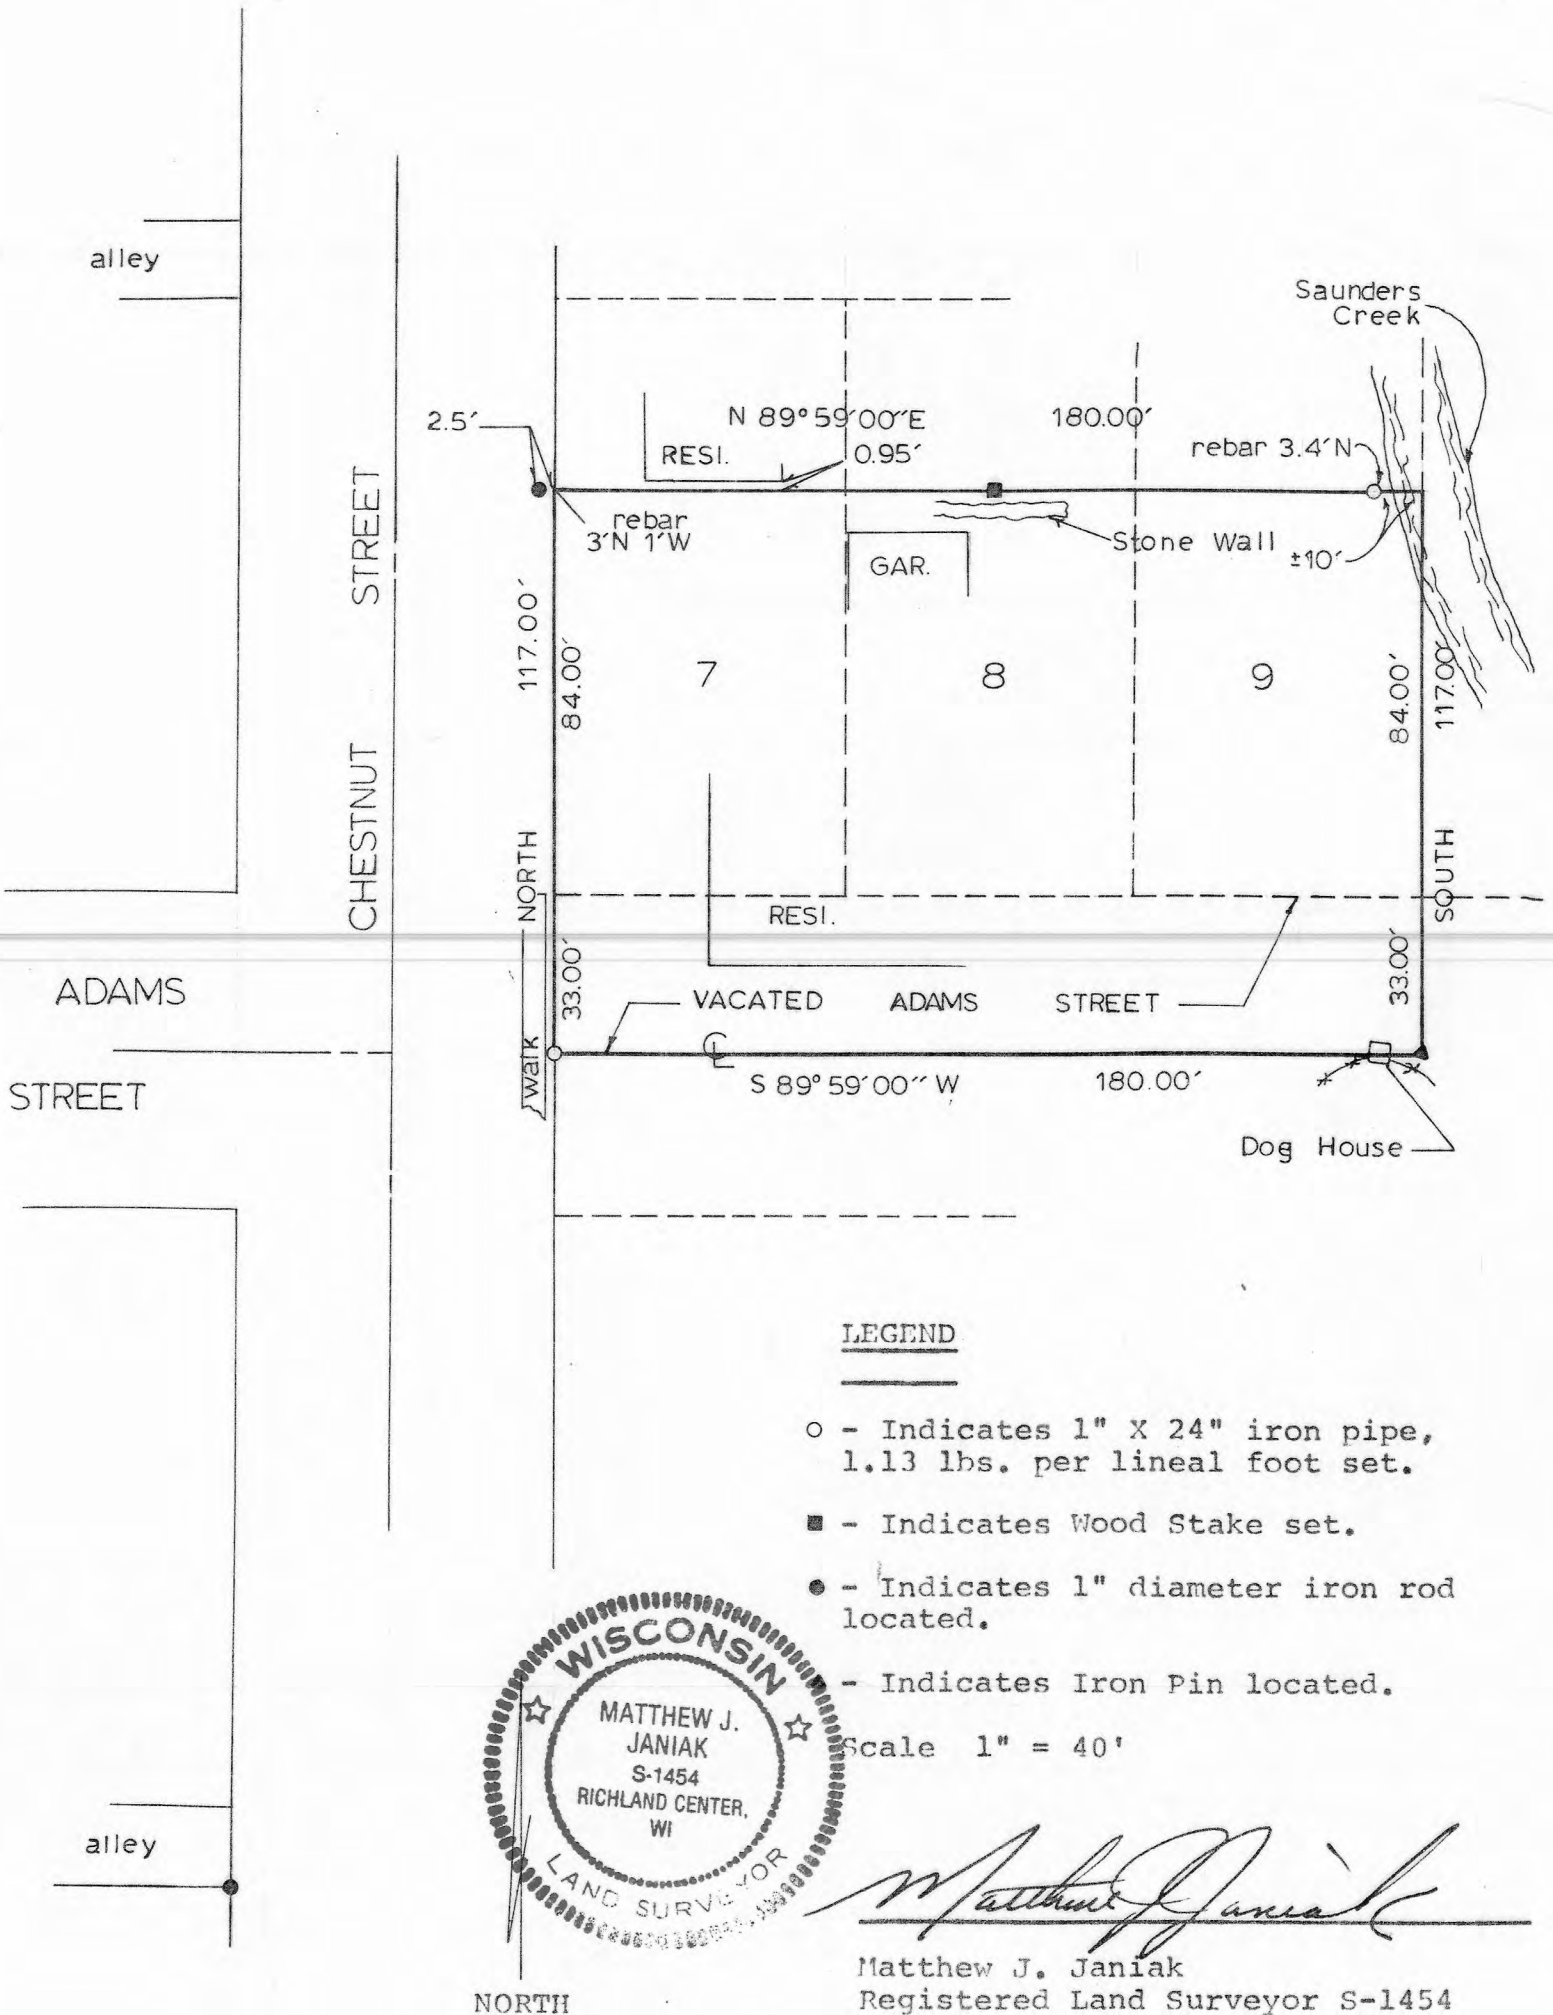 alley
Saunders
Creek
2.5′
N 89°59′00″E 180.00′
RESI. 0.95′
rebar 3.4′N
rebar
3′N 1′W
Stone Wall ±10′
GAR.
CHESTNUT STREET
117.00′
84.00′
7
8
9
84.00′
117.00′
NORTH
SOUTH
RESI.
33.00′
33.00′
ADAMS
STREET
VACATED ADAMS STREET
walk
℄
S 89°59′00″ W 180.00′
Dog House
LEGEND
○ - Indicates 1" X 24" iron pipe,
1.13 lbs. per lineal foot set.
■ - Indicates Wood Stake set.
● - Indicates 1" diameter iron rod
located.
- Indicates Iron Pin located.
Scale 1" = 40'
WISCONSIN
MATTHEW J.
JANIAK
S-1454
RICHLAND CENTER,
WI
LAND SURVEYOR
alley
NORTH
Matthew J Janiak
Matthew J. Janiak
Registered Land Surveyor S-1454